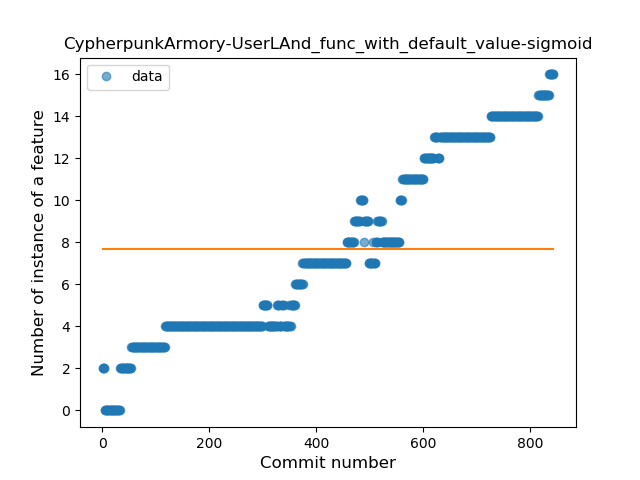 CypherpunkArmory-UserLAnd_func_with_default_value-sigmoid
data
16
14
12
10
8
6
4
2
0
Number of instance of a feature
0 200 400 600 800
Commit number